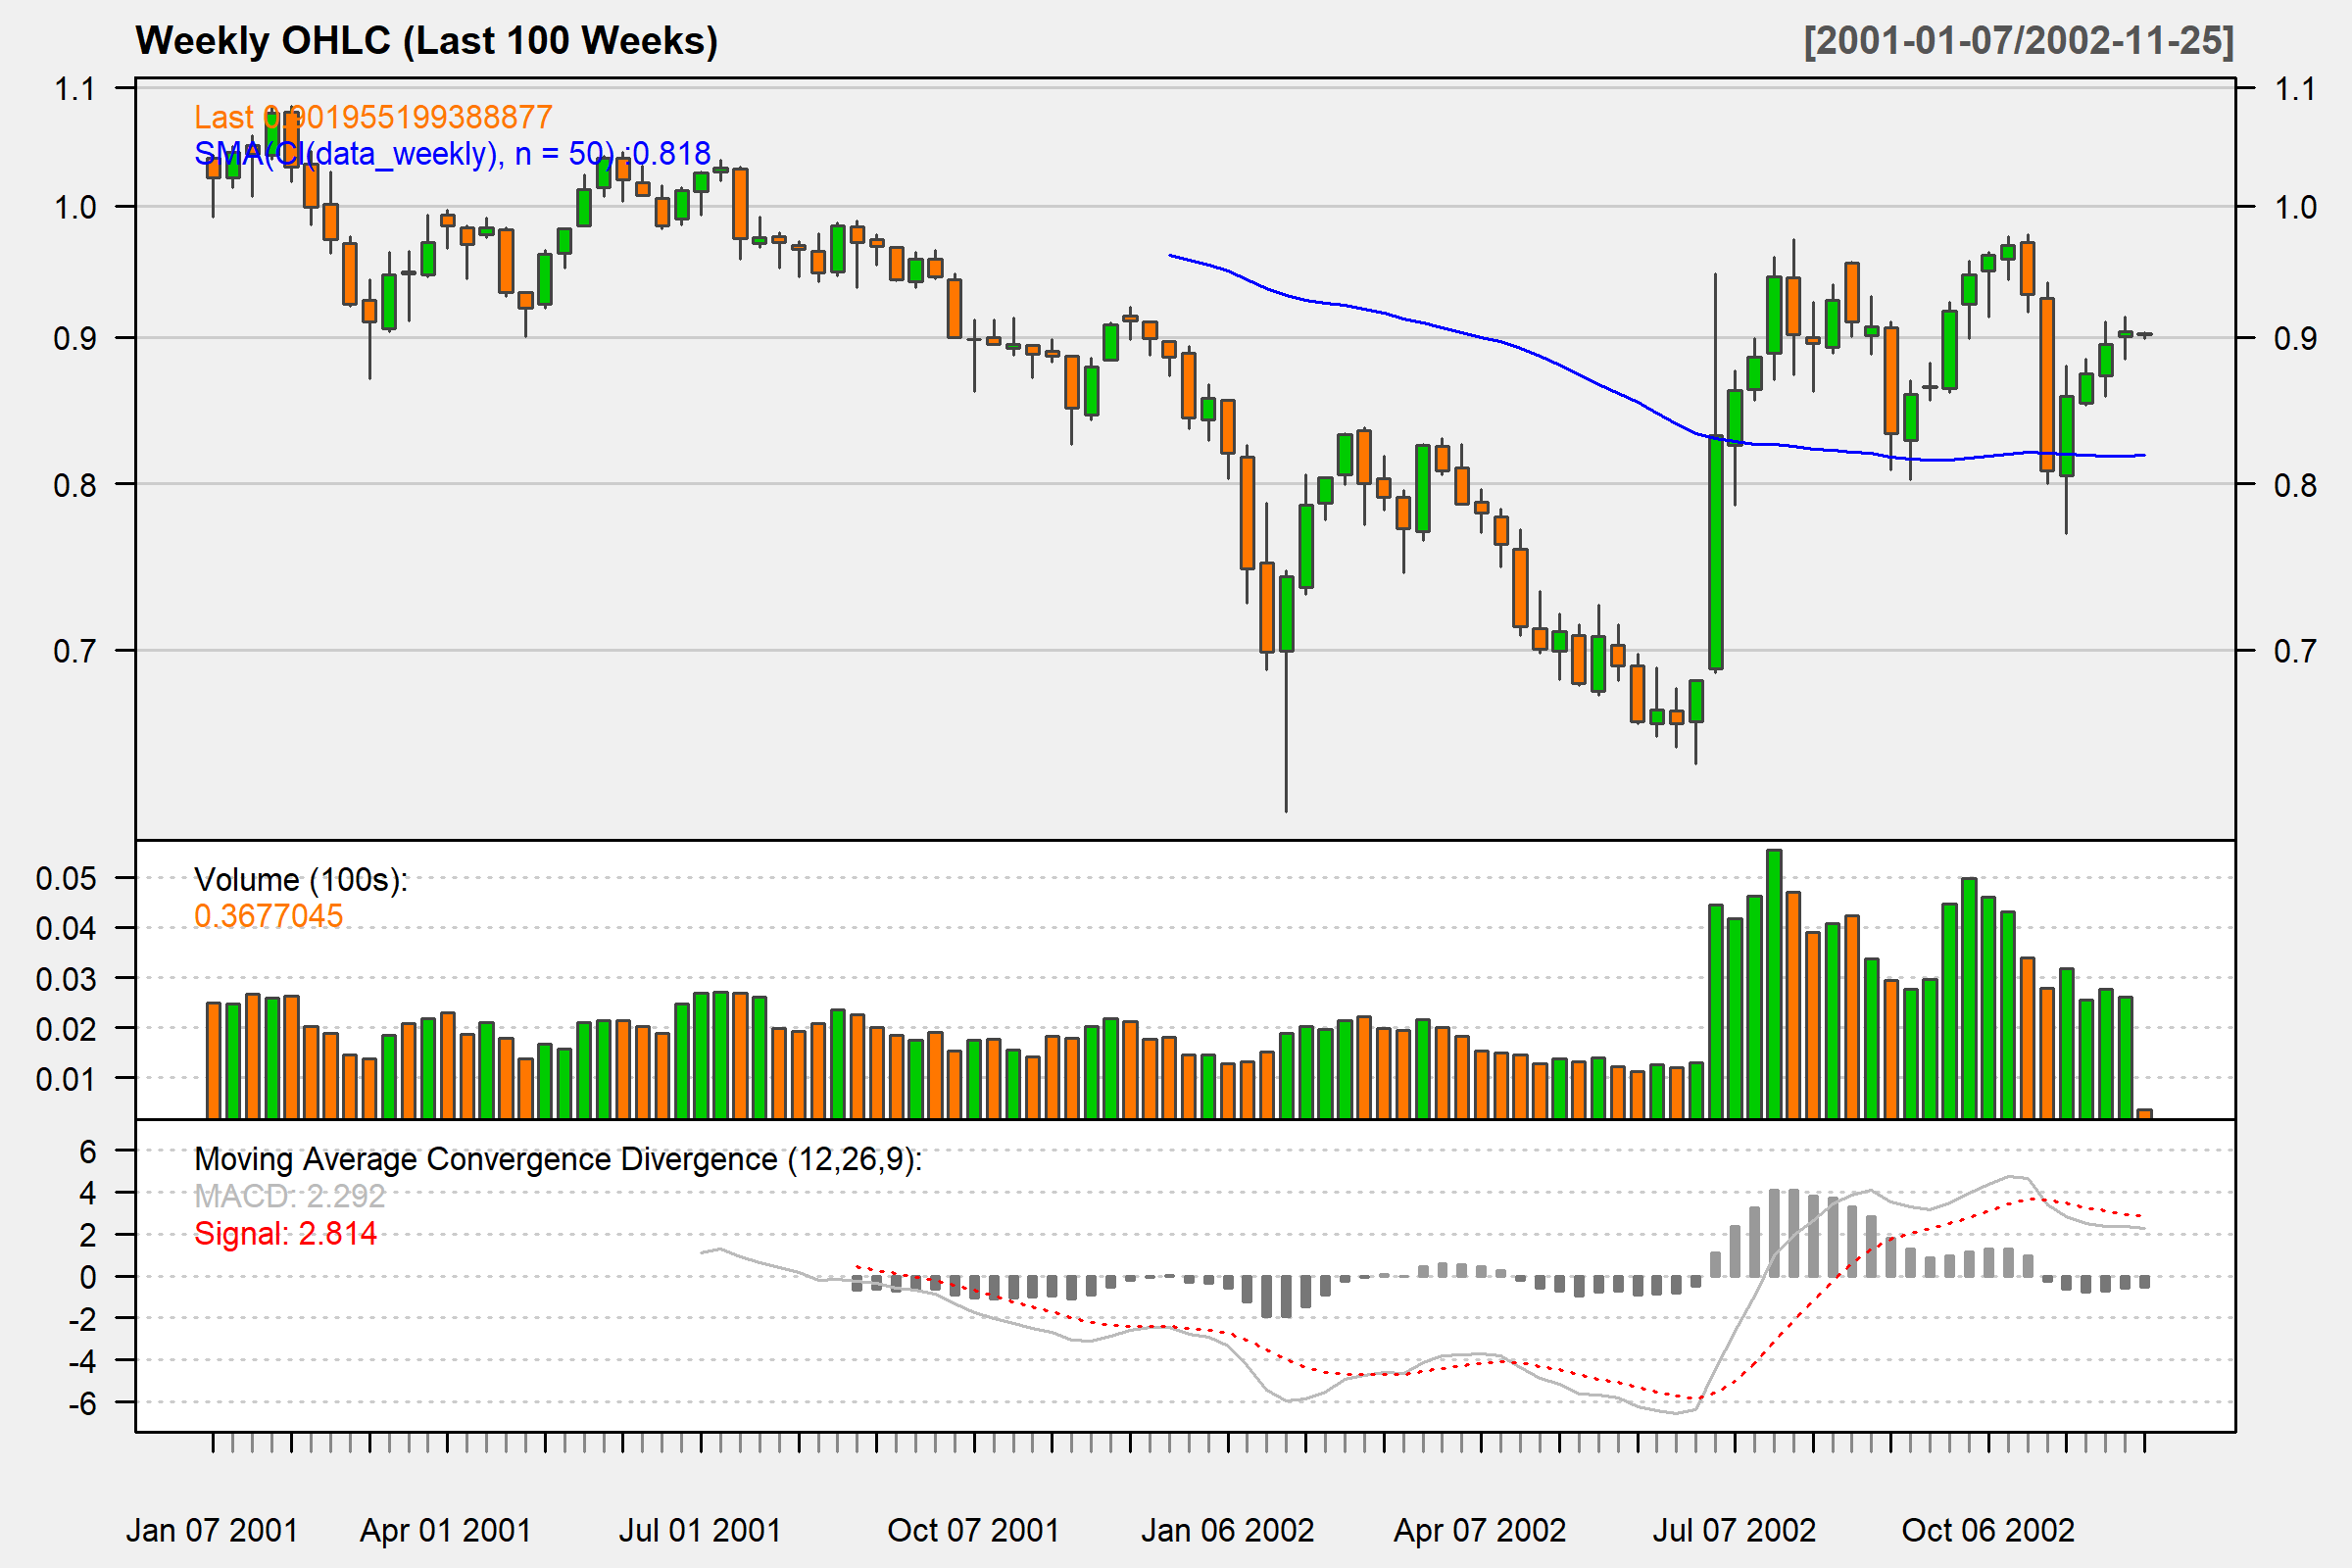 Weekly OHLC (Last 100 Weeks)
[2001-01-07/2002-11-25]
Last 0.901955199388877
SMA(Cl(data_weekly), n = 50) :0.818
1.1
1.0
0.9
0.8
0.7
1.1
1.0
0.9
0.8
0.7
Volume (100s):
0.3677045
0.05
0.04
0.03
0.02
0.01
Moving Average Convergence Divergence (12,26,9):
MACD: 2.292
Signal: 2.814
6
4
2
0
-2
-4
-6
Jan 07 2001
Apr 01 2001
Jul 01 2001
Oct 07 2001
Jan 06 2002
Apr 07 2002
Jul 07 2002
Oct 06 2002